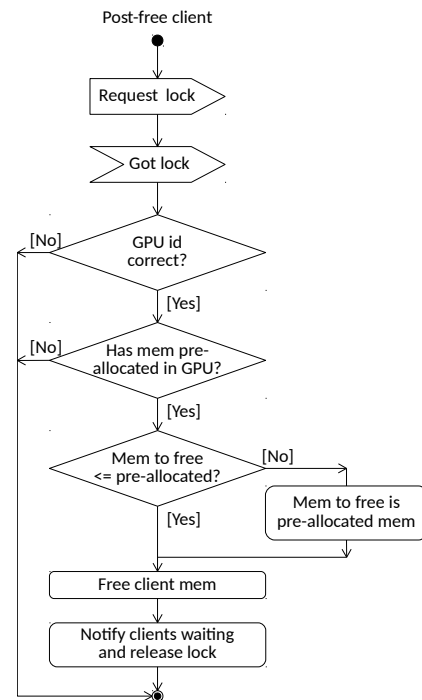 Post-free client
Request lock
Got lock
GPU id
correct?
[No]
[Yes]
Has mem pre-
allocated in GPU?
[No]
[Yes]
Mem to free
<= pre-allocated?
[No]
[Yes]
Mem to free is
pre-allocated mem
Free client mem
Notify clients waiting
and release lock